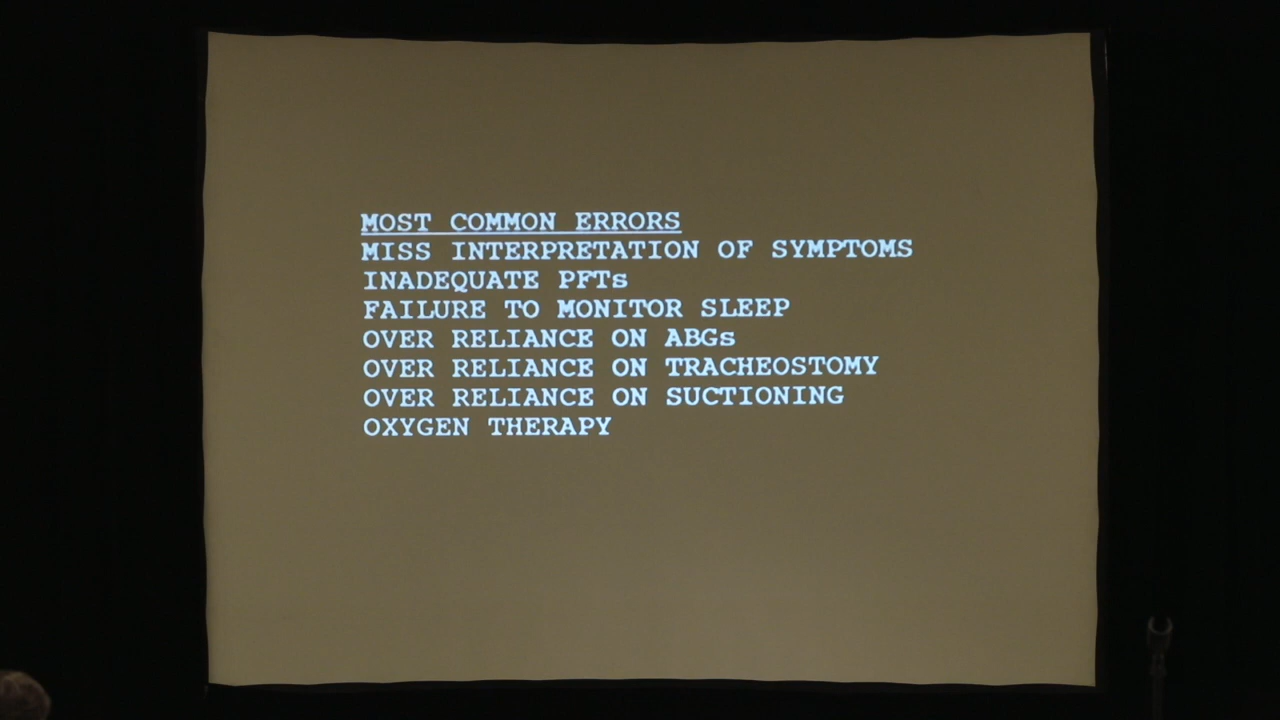 MOST COMMON ERRORS
MISS INTERPRETATION OF SYMPTOMS
INADEQUATE PFTs
FAILURE TO MONITOR SLEEP
OVER RELIANCE ON ABGs
OVER RELIANCE ON TRACHEOSTOMY
OVER RELIANCE ON SUCTIONING
OXYGEN THERAPY